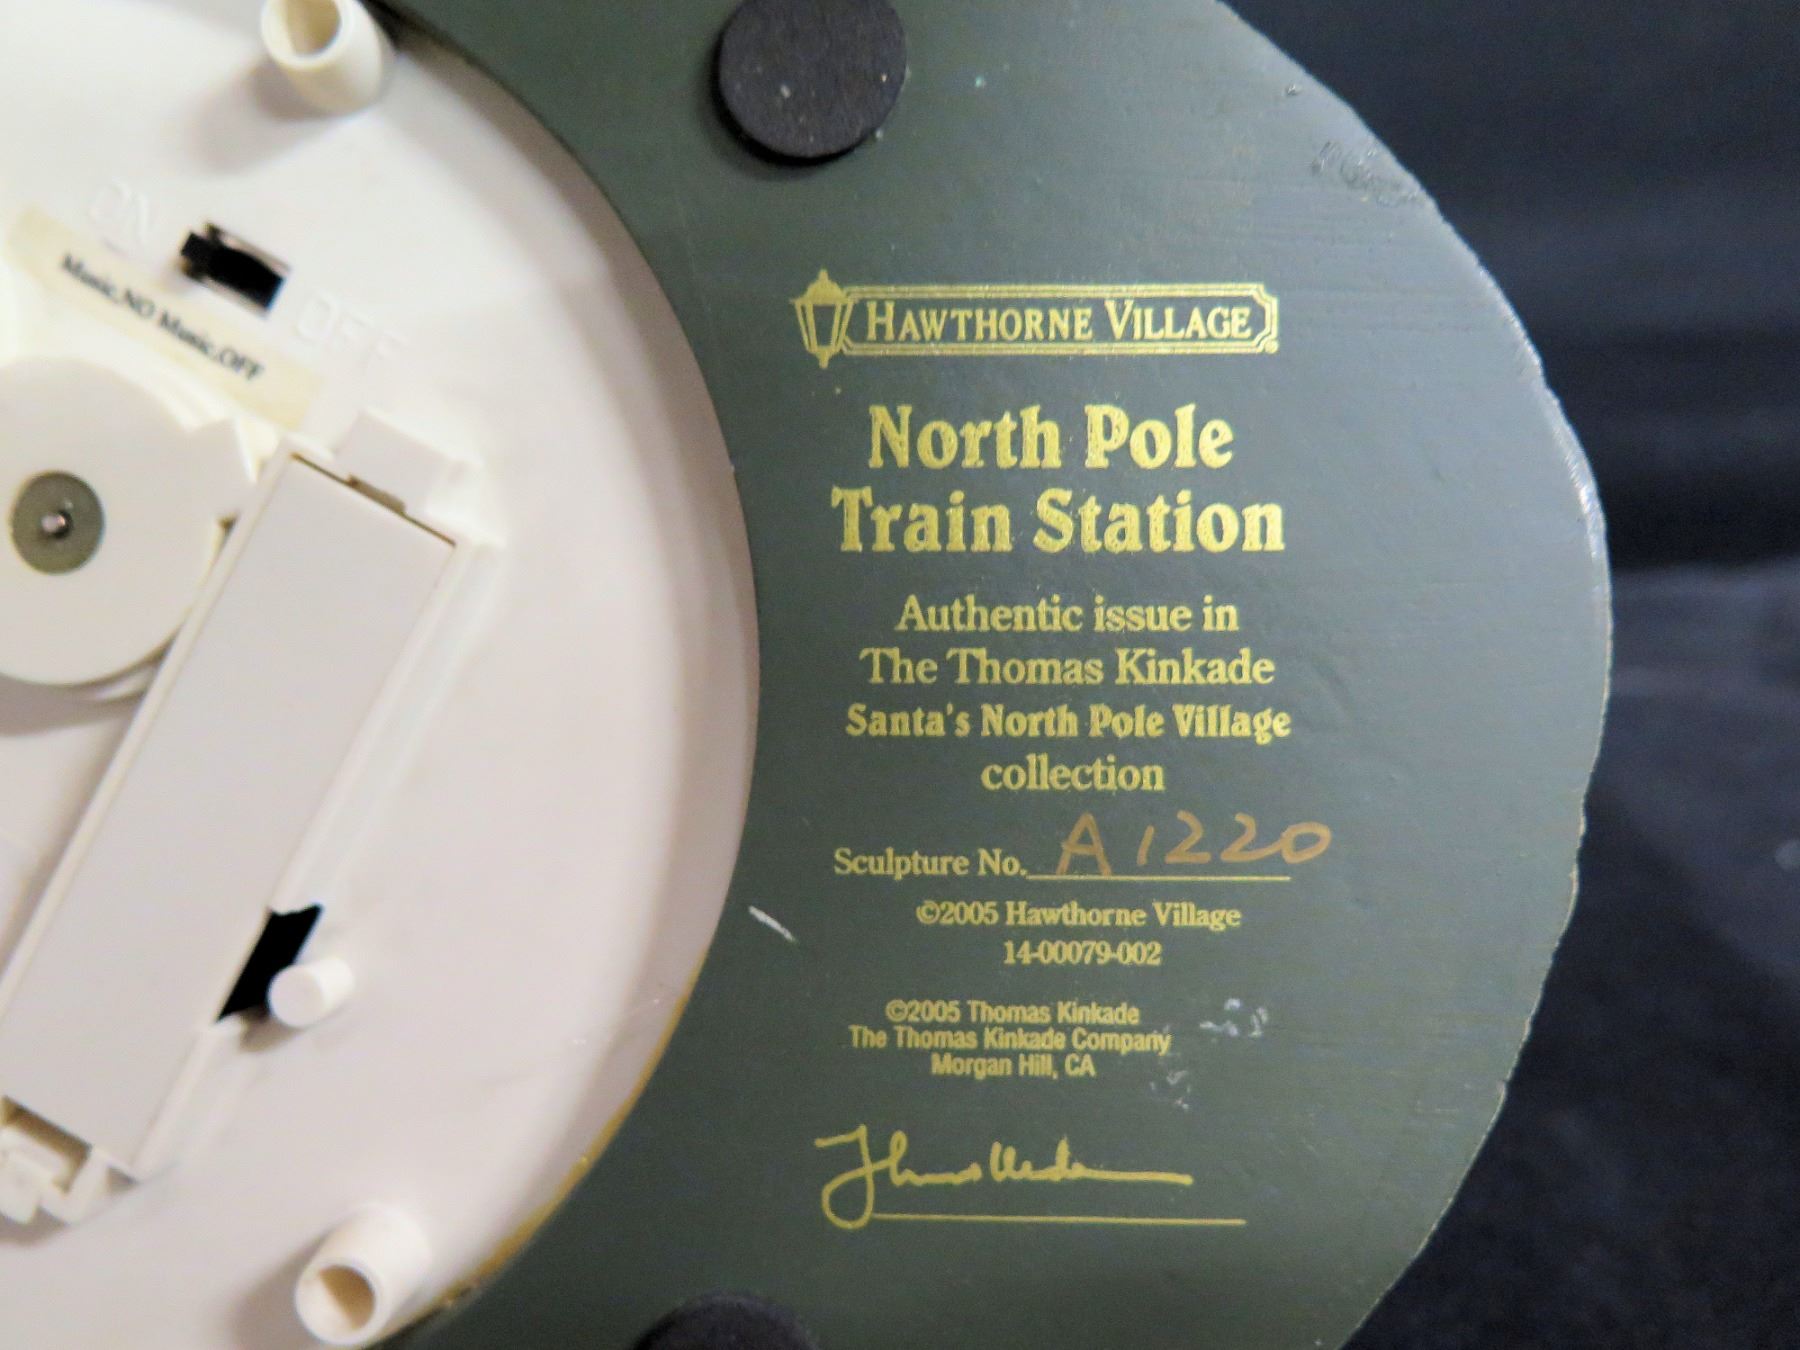 ON
OFF
Music,NO Music,OFF
HAWTHORNE VILLAGE
North Pole
Train Station
Authentic issue in
The Thomas Kinkade
Santa's North Pole Village
collection
Sculpture No. A1220
©2005 Hawthorne Village
14-00079-002
©2005 Thomas Kinkade
The Thomas Kinkade Company
Morgan Hill, CA